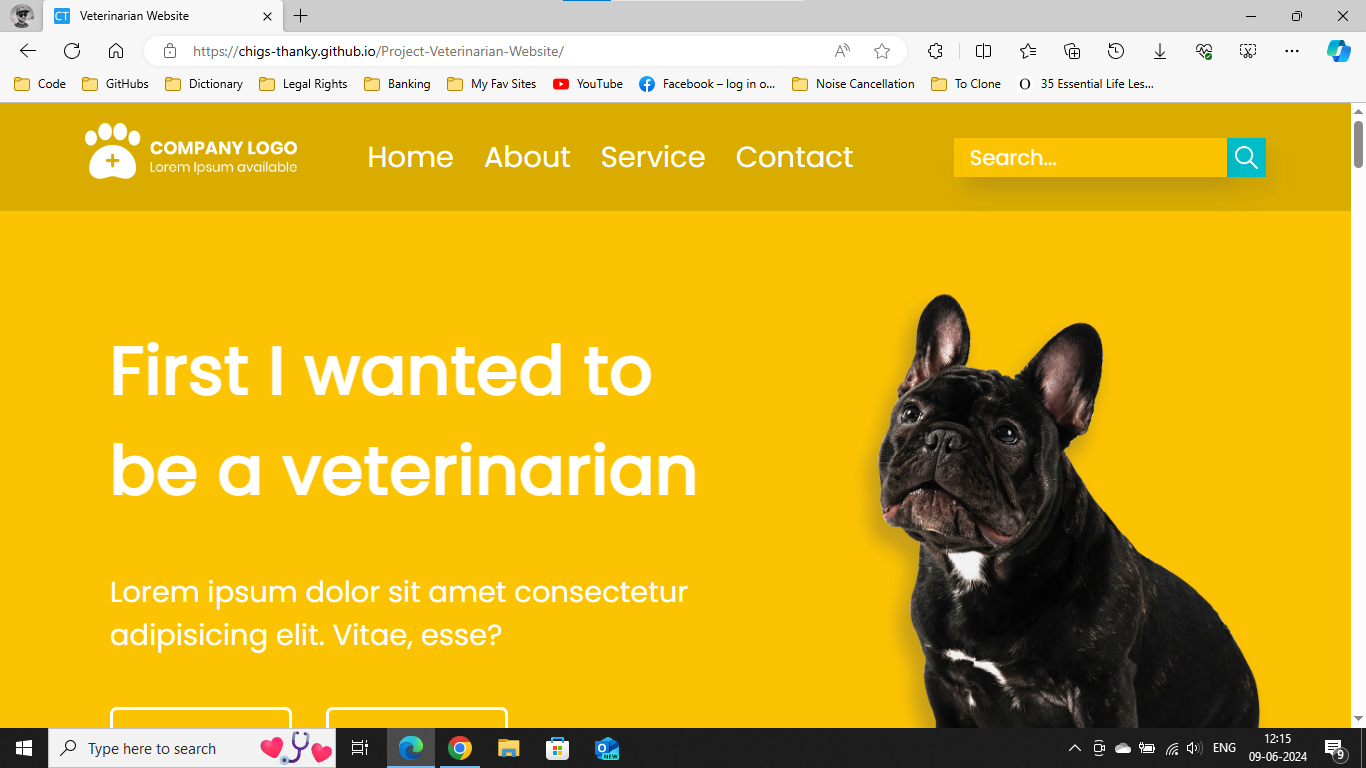 CT Veterinarian Website
https://chigs-thanky.github.io/Project-Veterinarian-Website/
Code GitHubs Dictionary Legal Rights Banking My Fav Sites YouTube Facebook – log in o... Noise Cancellation To Clone 35 Essential Life Les...
COMPANY LOGO
Lorem Ipsum available
Home About Service Contact
Search...
First I wanted to
be a veterinarian
Lorem ipsum dolor sit amet consectetur
adipisicing elit. Vitae, esse?
Type here to search
NEW
ENG
12:15
09-06-2024
9